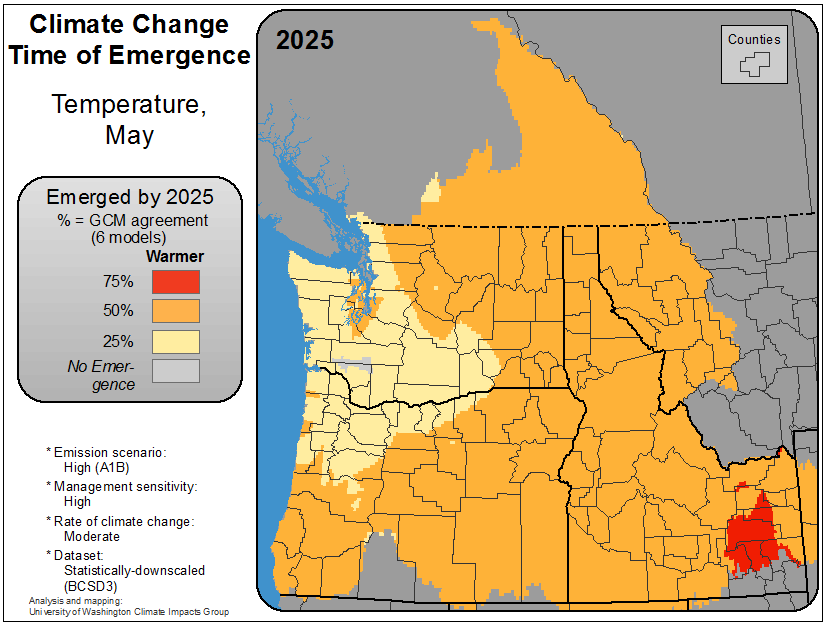 Climate Change
Time of Emergence
Temperature,
May
Emerged by 2025
% = GCM agreement
(6 models)
Warmer
75%
50%
25%
No Emer-
gence
* Emission scenario:
High (A1B)
* Management sensitivity:
High
* Rate of climate change:
Moderate
* Dataset:
Statistically-downscaled
(BCSD3)
Analysis and mapping:
University of Washington Climate Impacts Group
2025
Counties